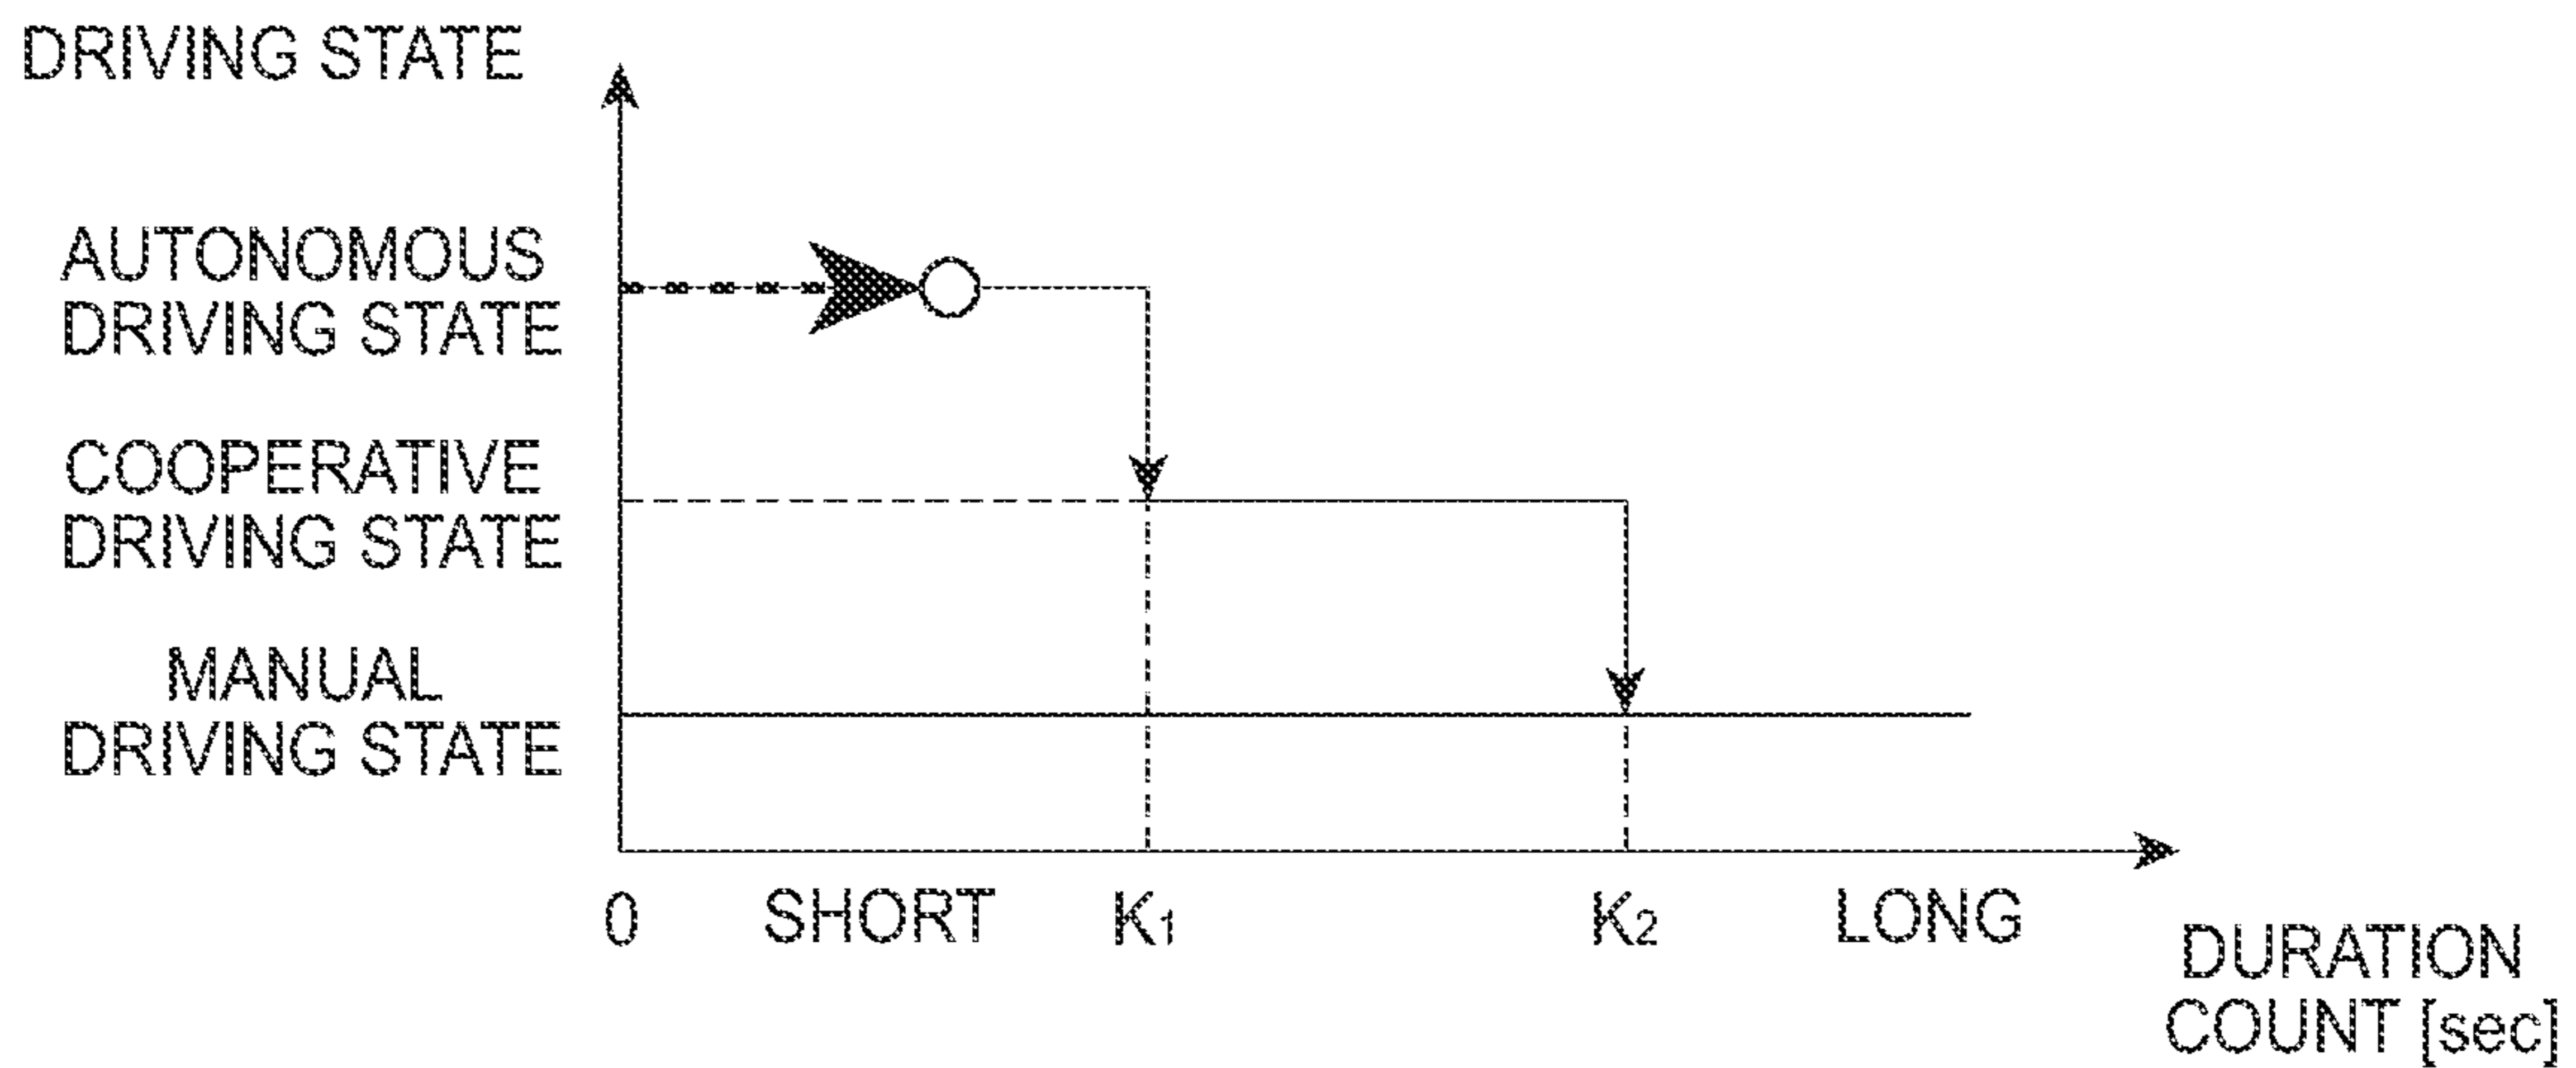 DRIVING STATE
AUTONOMOUS
DRIVING STATE
COOPERATIVE
DRIVING STATE
MANUAL
DRIVING STATE
0 SHORT K1 K2 LONG
DURATION
COUNT [sec]